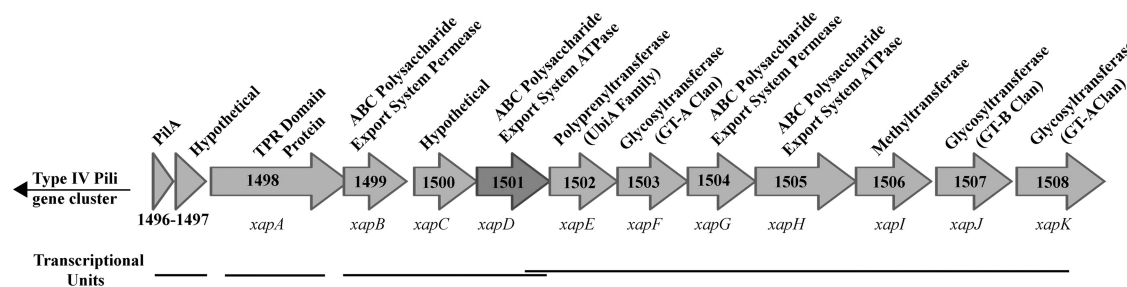 PilA
Hypothetical
TPR Domain
Protein
ABC Polysaccharide
Export System Permease
Hypothetical
ABC Polysaccharide
Export System ATPase
Polyprenyltransferase
(UbiA Family)
Glycosyltransferase
(GT-A Clan)
ABC Polysaccharide
Export System Permease
ABC Polysaccharide
Export System ATPase
Methyltransferase
Glycosyltransferase
(GT-B Clan)
Glycosyltransferase
(GT-AClan)
Type IV Pili
gene cluster
1498 1499 1500 1501 1502 1503 1504 1505 1506 1507 1508
1496-1497 xapA xapB xapC xapD xapE xapF xapG xapH xapI xapJ xapK
Transcriptional
Units